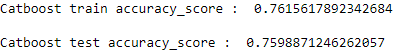 Catboost train accuracy_score :  0.7615617892342684
Catboost test accuracy_score :  0.7598871246262057